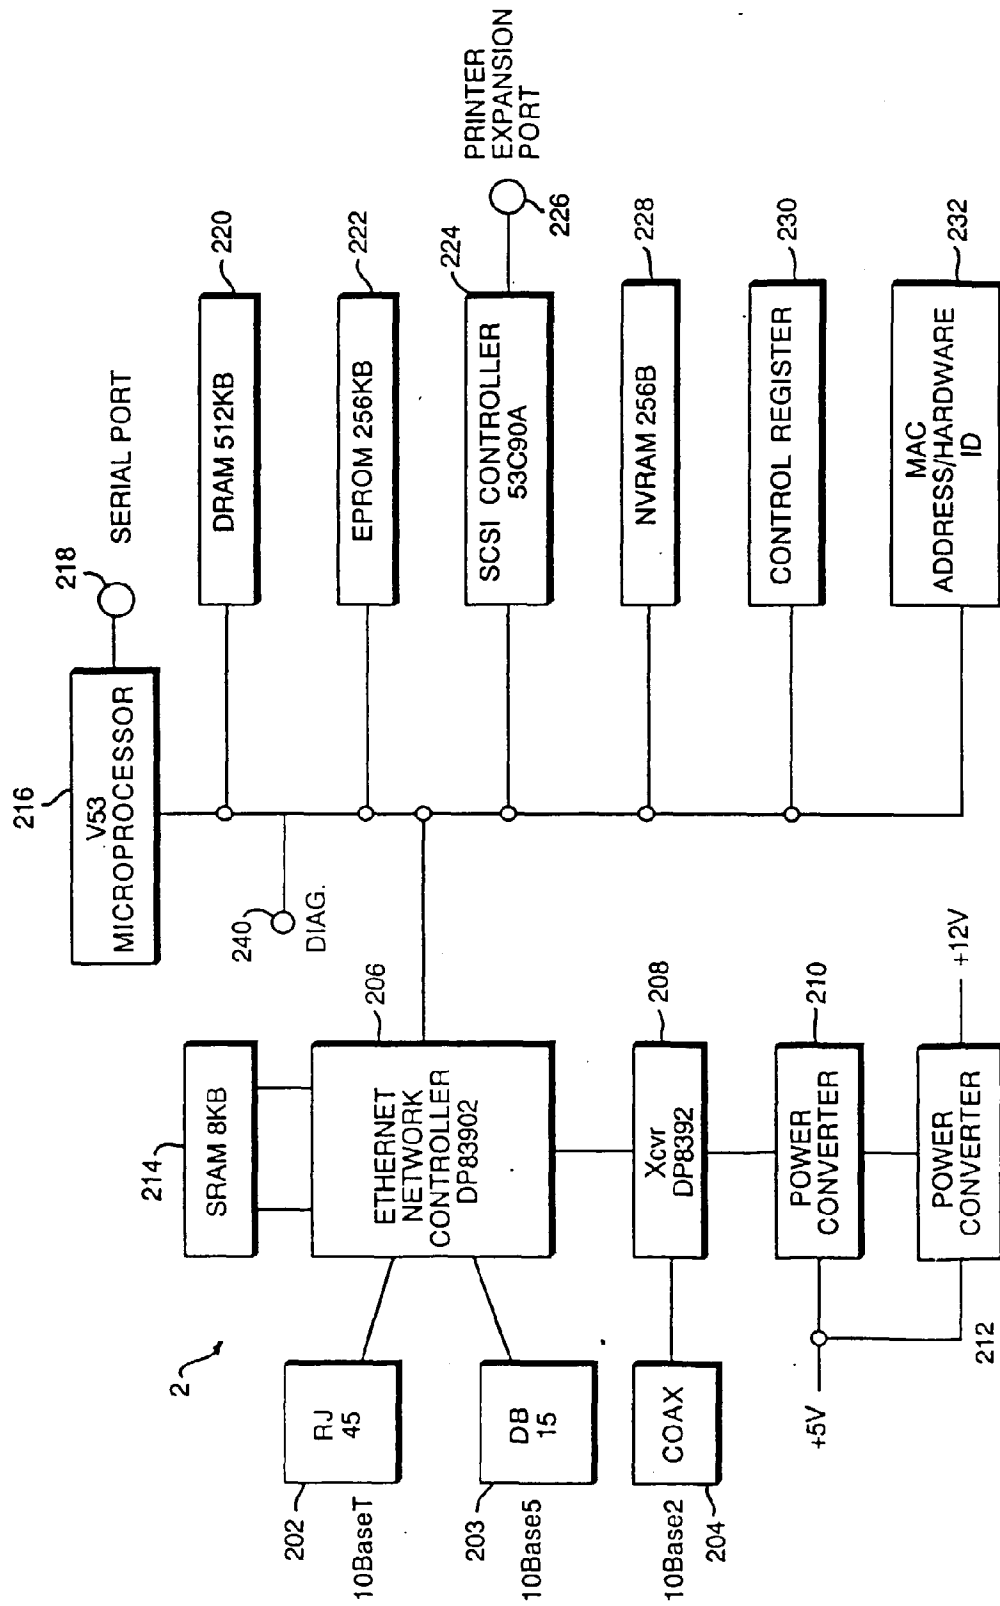 216
V53
MICROPROCESSOR
218
SERIAL PORT
240
DIAG.
220
DRAM 512KB
222
EPROM 256KB
224
SCSI CONTROLLER
53C90A
226
PRINTER
EXPANSION
PORT
228
NVRAM 256B
230
CONTROL REGISTER
232
MAC
ADDRESS/HARDWARE
ID
2
214
SRAM 8KB
206
ETHERNET
NETWORK
CONTROLLER
DP83902
202
RJ
45
10BaseT
203
DB
15
10Base5
204
COAX
10Base2
208
Xcvr
DP8392
210
POWER
CONVERTER
+5V
212
POWER
CONVERTER
+12V